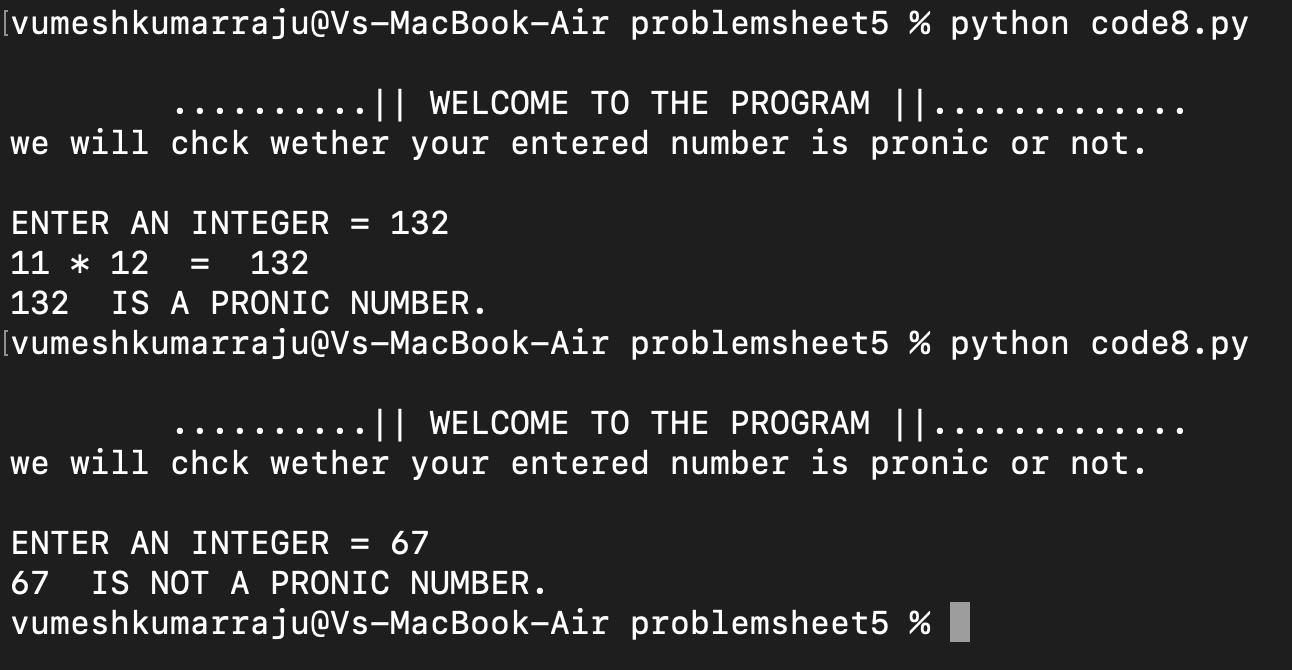 [vumeshkumarraju@Vs-MacBook-Air problemsheet5 % python code8.py
..........|| WELCOME TO THE PROGRAM ||.............
we will chck wether your entered number is pronic or not.
ENTER AN INTEGER = 132
11 * 12  =  132
132  IS A PRONIC NUMBER.
[vumeshkumarraju@Vs-MacBook-Air problemsheet5 % python code8.py
..........|| WELCOME TO THE PROGRAM ||.............
we will chck wether your entered number is pronic or not.
ENTER AN INTEGER = 67
67  IS NOT A PRONIC NUMBER.
vumeshkumarraju@Vs-MacBook-Air problemsheet5 %